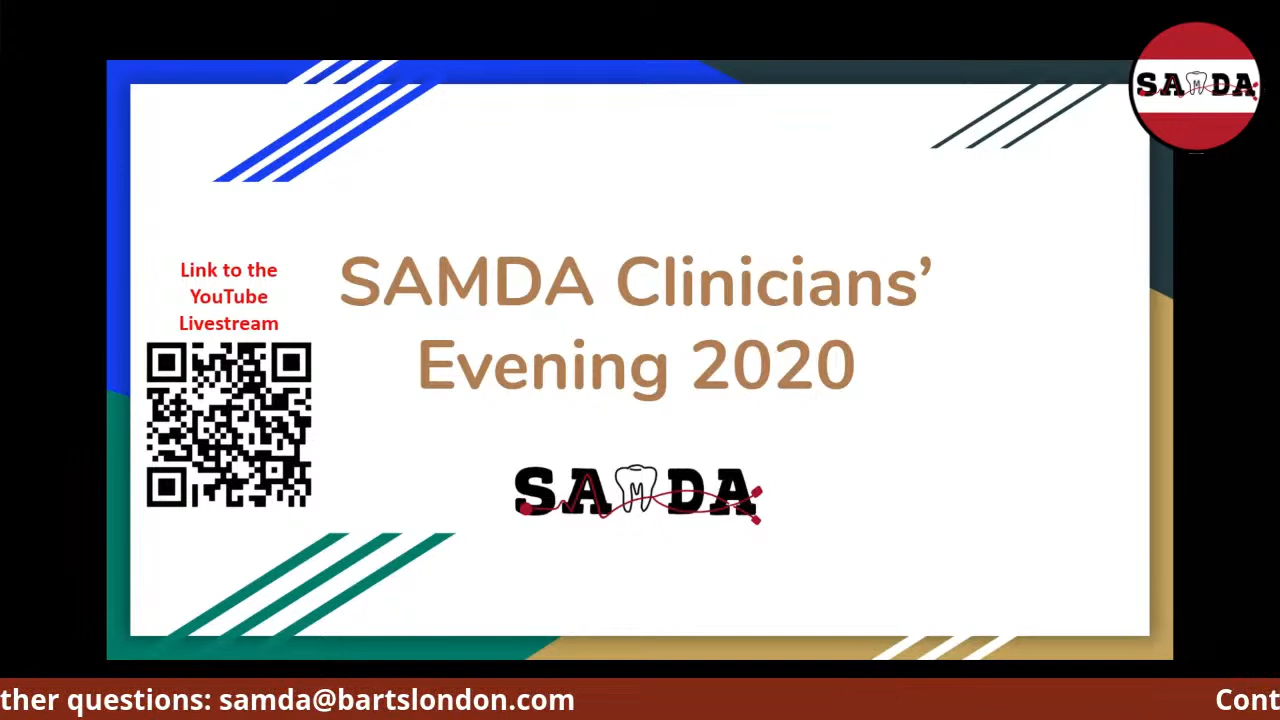 SAMDA
Link to the
YouTube
Livestream
SAMDA Clinicians’
Evening 2020
SAMDA
ther questions: samda@bartslondon.com
Cont